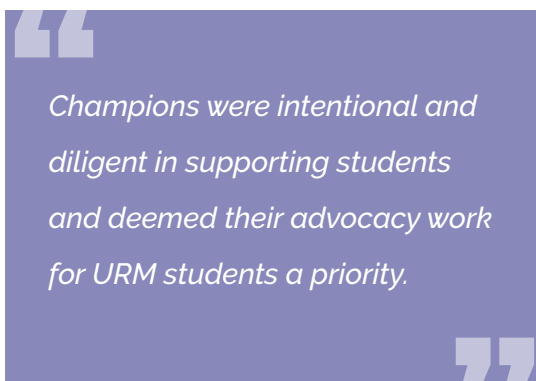 “
Champions were intentional and
diligent in supporting students
and deemed their advocacy work
for URM students a priority.
”